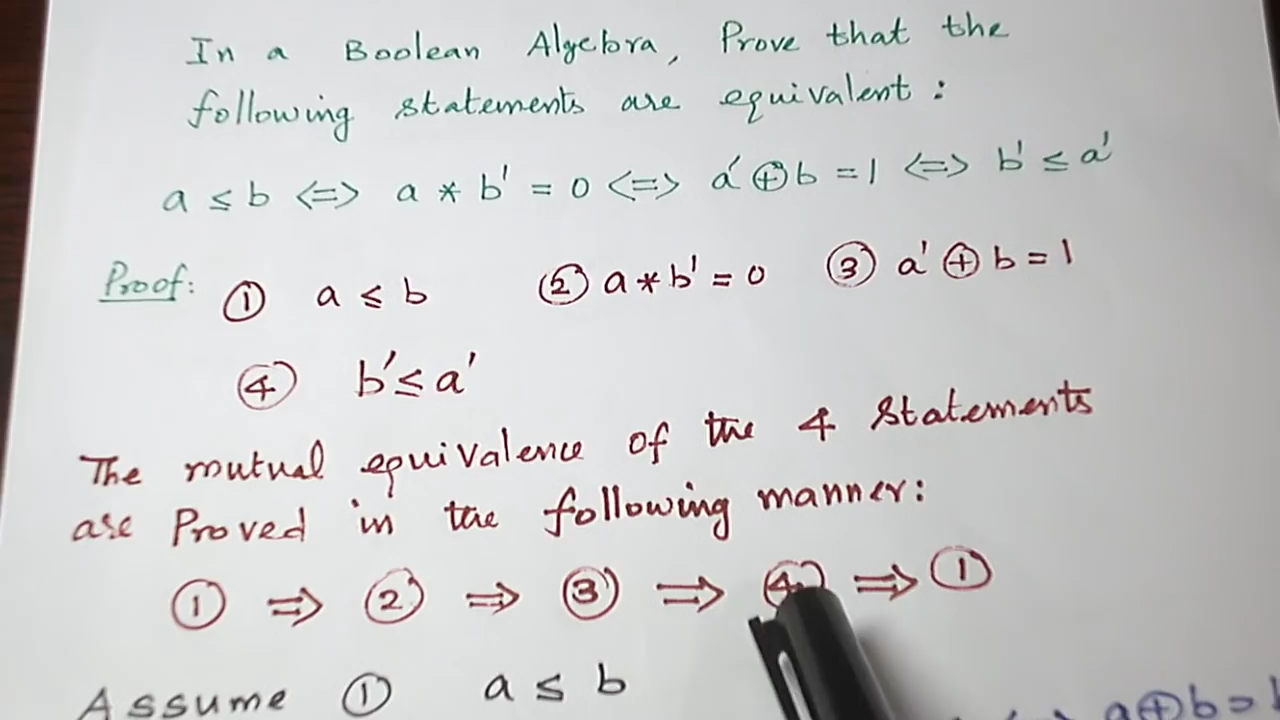 In a Boolean Algebra, Prove that the
following statements are equivalent :
a ≤ b <=> a * b' = 0 <=> a' ⊕ b = 1 <=> b' ≤ a'
Proof: ① a ≤ b ② a * b' = 0 ③ a' ⊕ b = 1
④ b' ≤ a'
The mutual equivalence of the 4 statements
are Proved in the following manner:
① ⇒ ② ⇒ ③ ⇒ ④ ⇒ ①
Assume ① a ≤ b
a ⊕ b =